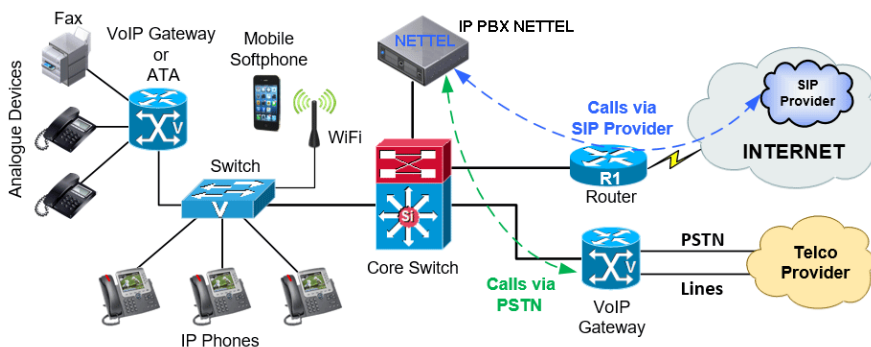 Fax
VoIP Gateway
or
ATA
Mobile
Softphone
IP PBX NETTEL
NETTEL
SIP
Provider
Calls via
SIP Provider
INTERNET
Analogue Devices
V
WiFi
Switch
V
Si
R1
Router
Core Switch
Calls via
PSTN
V
VoIP
Gateway
PSTN
Lines
Telco
Provider
IP Phones